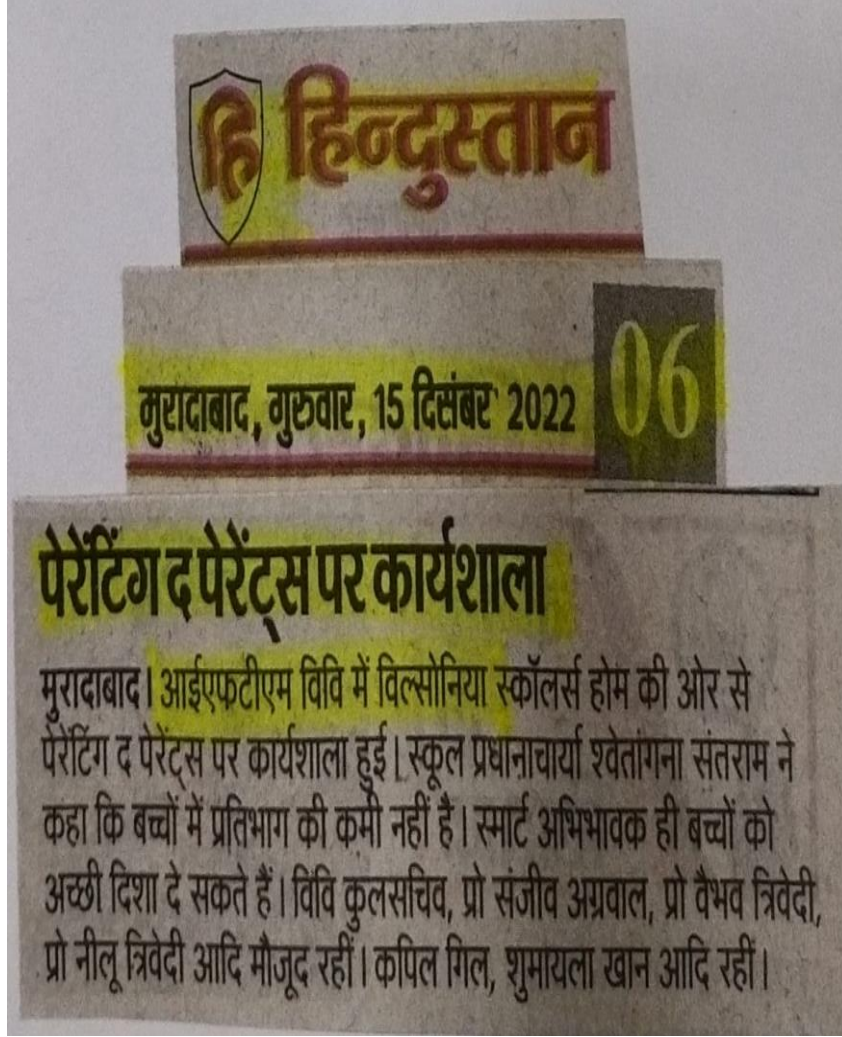 हि हिन्दुस्तान
मुरादाबाद, गुरुवार, 15 दिसंबर 2022
06
पेरेंटिंग द पेरेंट्स पर कार्यशाला
मुरादाबाद। आईएफटीएम विवि में विल्सोनिया स्कॉलर्स होम की ओर से
पेरेंटिंग द पेरेंट्स पर कार्यशाला हुई। स्कूल प्रधानाचार्या श्वेतांगना संतराम ने
कहा कि बच्चों में प्रतिभाग की कमी नहीं है। स्मार्ट अभिभावक ही बच्चों को
अच्छी दिशा दे सकते हैं। विवि कुलसचिव, प्रो संजीव अग्रवाल, प्रो वैभव त्रिवेदी,
प्रो नीलू त्रिवेदी आदि मौजूद रहीं। कपिल गिल, शुमायला खान आदि रहीं।